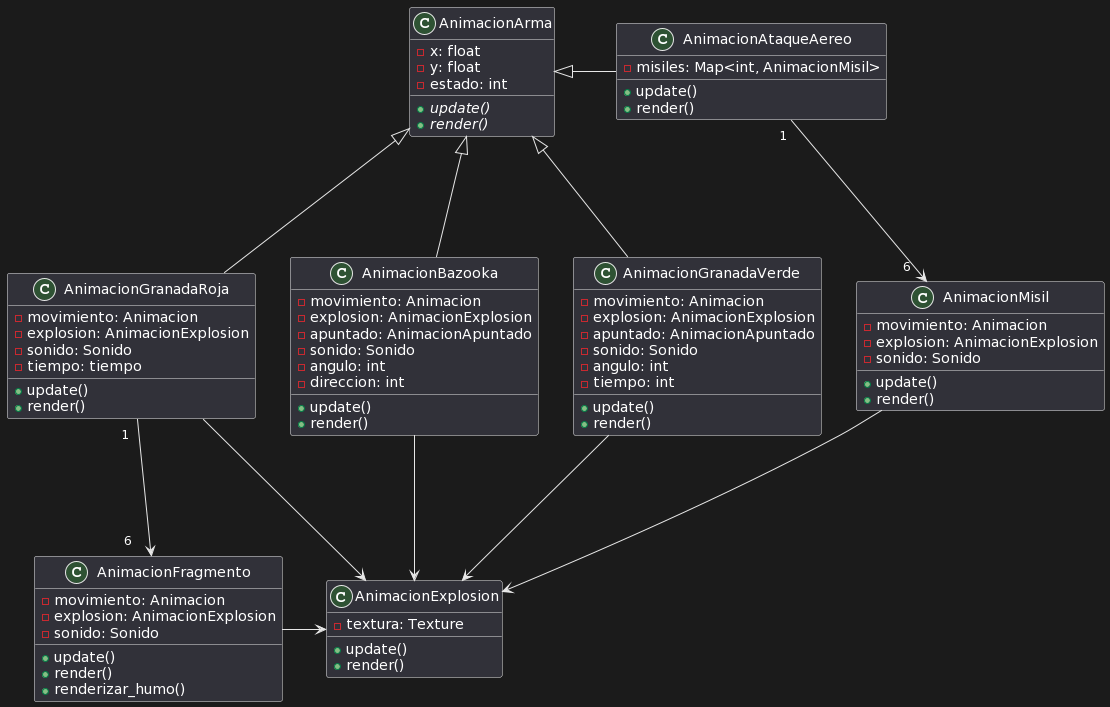 C AnimacionArma
x: float
y: float
estado: int
update()
render()
C AnimacionAtaqueAereo
misiles: Map<int, AnimacionMisil>
update()
render()
1
6
C AnimacionGranadaRoja
movimiento: Animacion
explosion: AnimacionExplosion
sonido: Sonido
tiempo: tiempo
update()
render()
C AnimacionBazooka
movimiento: Animacion
explosion: AnimacionExplosion
apuntado: AnimacionApuntado
sonido: Sonido
angulo: int
direccion: int
update()
render()
C AnimacionGranadaVerde
movimiento: Animacion
explosion: AnimacionExplosion
apuntado: AnimacionApuntado
sonido: Sonido
angulo: int
tiempo: int
update()
render()
C AnimacionMisil
movimiento: Animacion
explosion: AnimacionExplosion
sonido: Sonido
update()
render()
1
6
C AnimacionFragmento
movimiento: Animacion
explosion: AnimacionExplosion
sonido: Sonido
update()
render()
renderizar_humo()
C AnimacionExplosion
textura: Texture
update()
render()